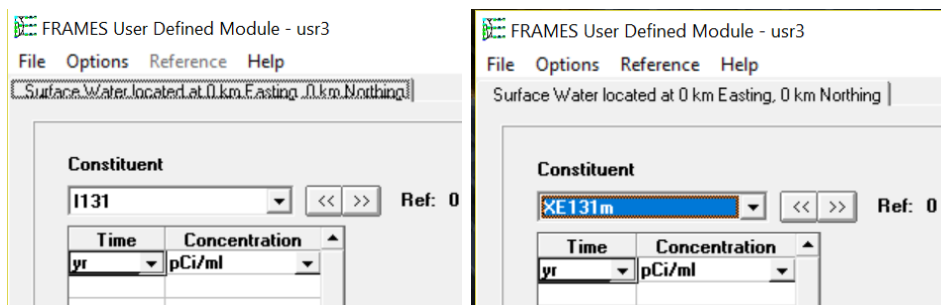 FRAMES User Defined Module - usr3
File Options Reference Help
Surface Water located at 0 km Easting, 0 km Northing
Constituent
I131
<< >> Ref: 0
Time Concentration
yr pCi/ml
FRAMES User Defined Module - usr3
File Options Reference Help
Surface Water located at 0 km Easting, 0 km Northing
Constituent
XE131m
<< >> Ref: 0
Time Concentration
yr pCi/ml